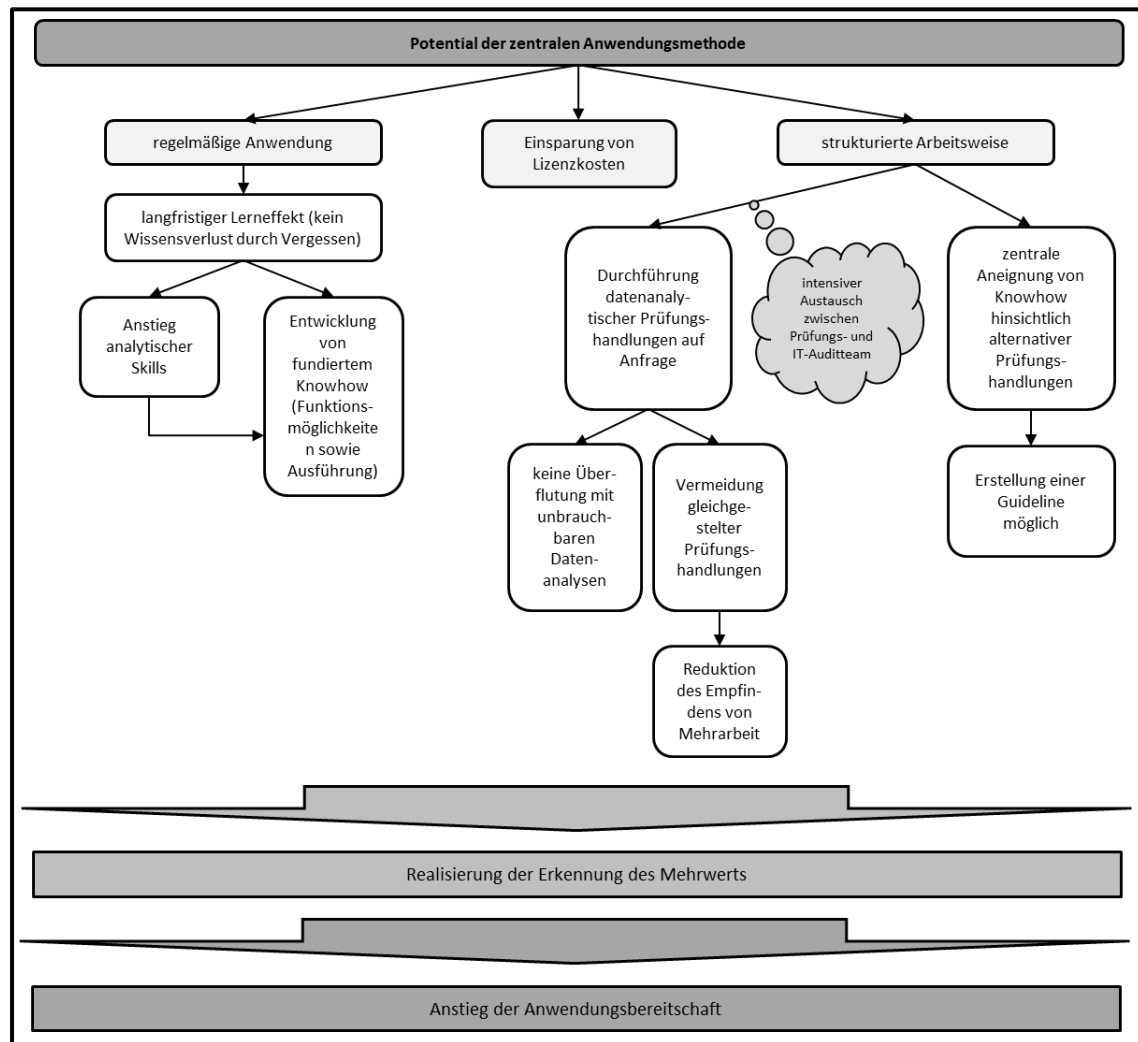 Potential der zentralen Anwendungsmethode
regelmäßige Anwendung
Einsparung von
Lizenzkosten
strukturierte Arbeitsweise
langfristiger Lerneffekt (kein
Wissensverlust durch Vergessen)
Anstieg
analytischer
Skills
Entwicklung
von
fundiertem
Knowhow
(Funktions-
möglichkeite
n sowie
Ausführung)
Durchführung
datenanaly-
tischer Prüfungs-
handlungen auf
Anfrage
intensiver
Austausch
zwischen
Prüfungs- und
IT-Auditteam
zentrale
Aneignung von
Knowhow
hinsichtlich
alternativer
Prüfungs-
handlungen
keine Über-
flutung mit
unbrauch-
baren
Daten-
analysen
Vermeidung
gleichge-
stelter
Prüfungs-
handlungen
Erstellung einer
Guideline
möglich
Reduktion
des Empfin-
dens von
Mehrarbeit
Realisierung der Erkennung des Mehrwerts
Anstieg der Anwendungsbereitschaft